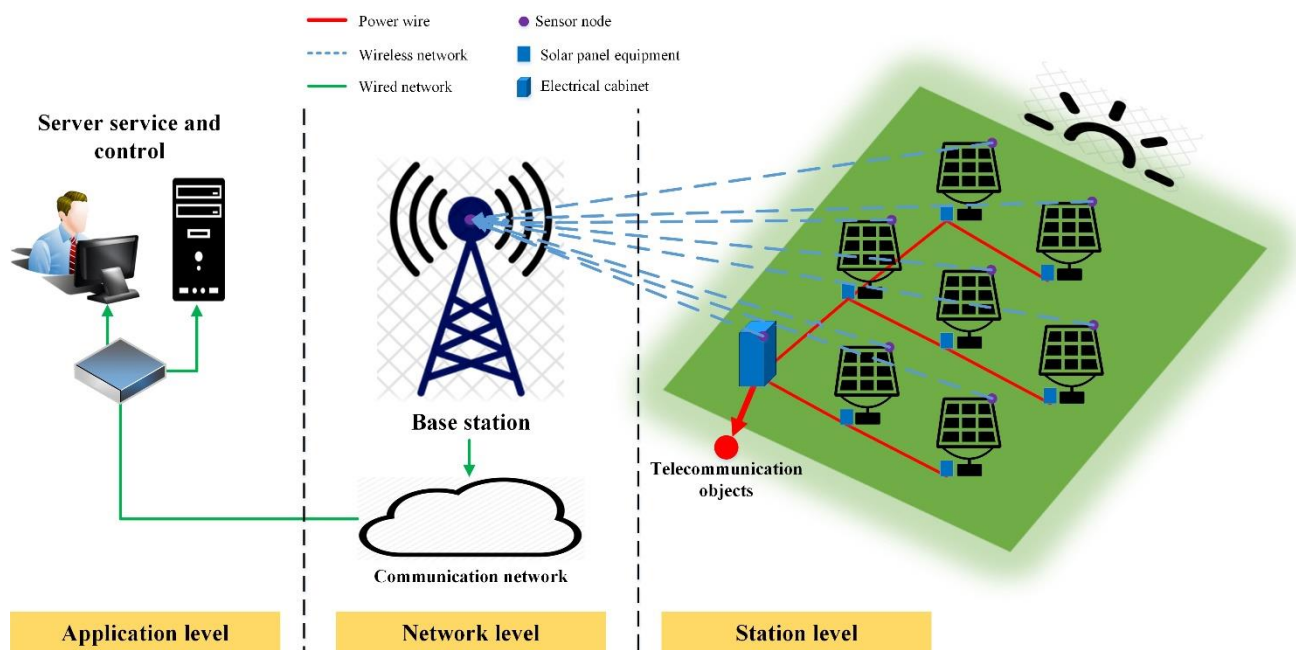 Power wire
Sensor node
Wireless network
Solar panel equipment
Wired network
Electrical cabinet
Server service and
control
Base station
Telecommunication
objects
Communication network
Application level
Network level
Station level